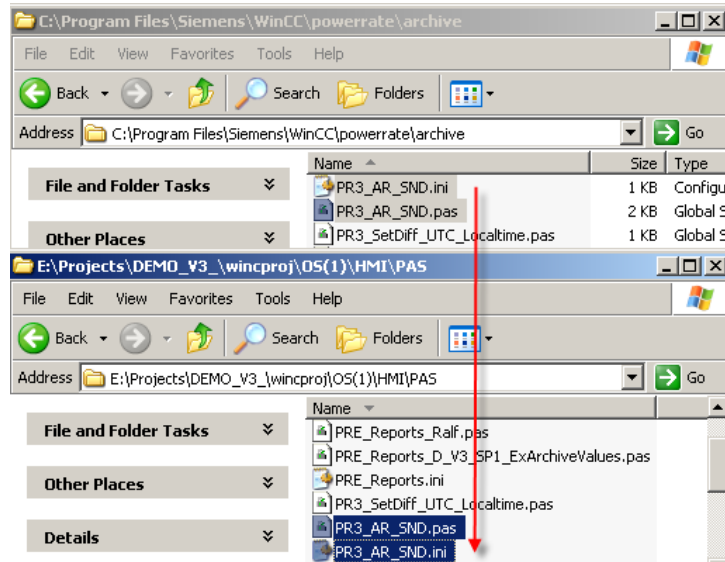 C:\Program Files\Siemens\WinCC\powerrate\archive
File Edit View Favorites Tools Help
Back Search Folders
Address C:\Program Files\Siemens\WinCC\powerrate\archive Go
Name Size Type
File and Folder Tasks
PR3_AR_SND.ini 1 KB Configu
PR3_AR_SND.pas 2 KB Global S
Other Places
PR3_SetDiff_UTC_Localtime.pas 1 KB Global S
E:\Projects\DEMO_V3_\wincproj\OS(1)\HMI\PAS
File Edit View Favorites Tools Help
Back Search Folders
Address E:\Projects\DEMO_V3_\wincproj\OS(1)\HMI\PAS Go
Name
File and Folder Tasks
PRE_Reports_Ralf.pas
PRE_Reports_D_V3_SP1_ExArchiveValues.pas
Other Places
PRE_Reports.ini
PR3_SetDiff_UTC_Localtime.pas
Details
PR3_AR_SND.pas
PR3_AR_SND.ini